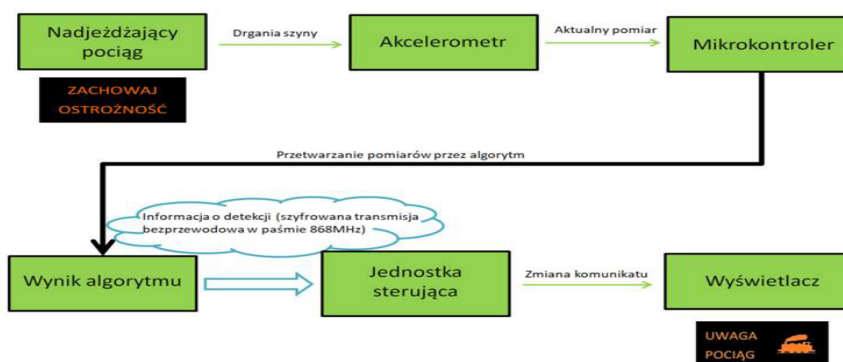 Nadjeżdżający
pociąg
Drgania szyny
Akcelerometr
Aktualny pomiar
Mikrokontroler
ZACHOWAJ
OSTROŻNOŚĆ
Przetwarzanie pomiarów przez algorytm
Informacja o detekcji (szyfrowana transmisja
bezprzewodowa w paśmie 868MHz)
Wynik algorytmu
Jednostka
sterująca
Zmiana komunikatu
Wyświetlacz
UWAGA
POCIĄG